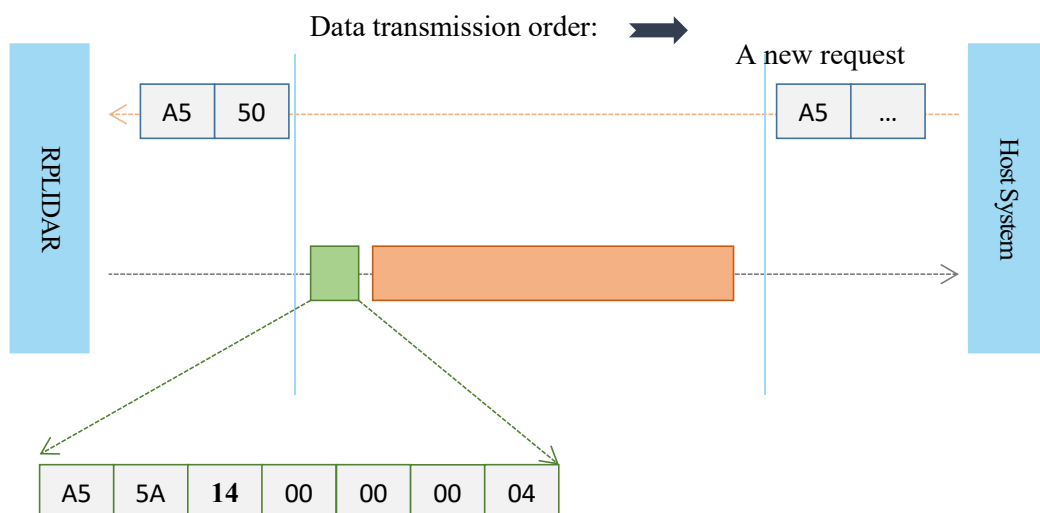 Data transmission order:
A new request
A5 50
A5 ...
RPLIDAR
Host System
A5 5A 14 00 00 00 04